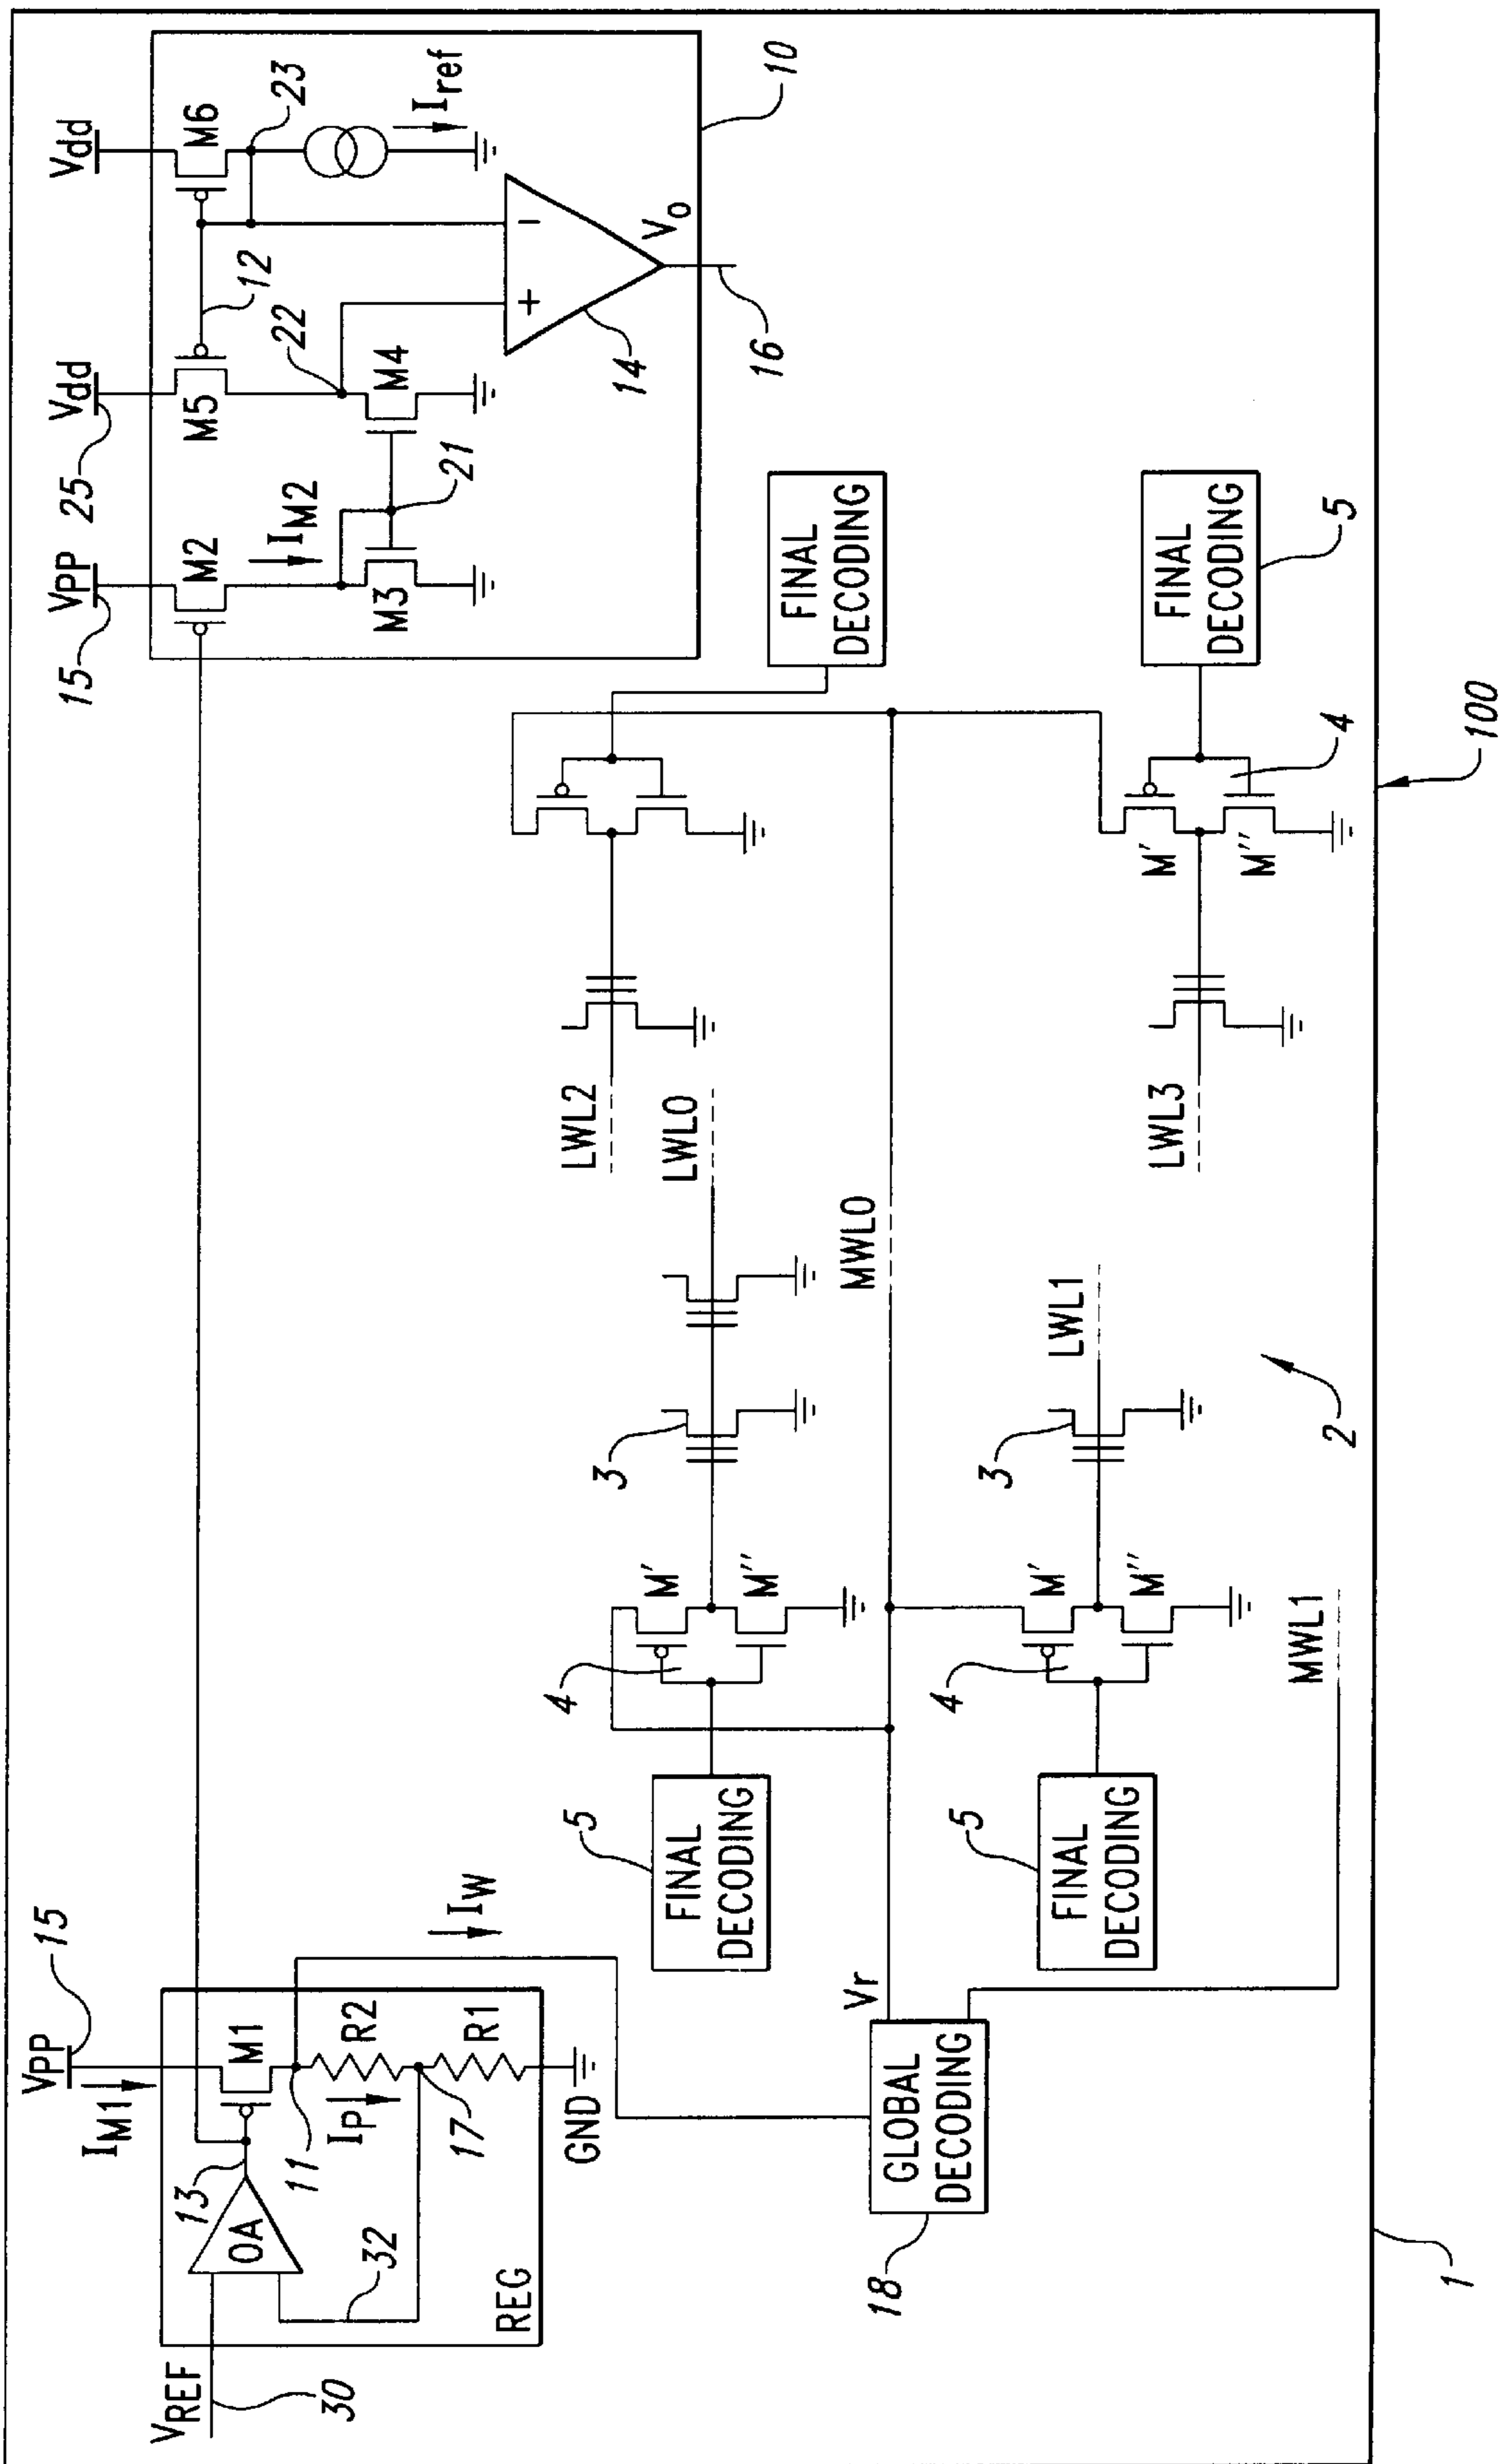 VPP
15
IM1
13
M1
OA
11
R2
IP
17
R1
32
REG
GND
VREF
30
IW
18
GLOBAL
DECODING
Vr
5
FINAL
DECODING
4
M'
M''
3
LWL0
MWL0
5
FINAL
DECODING
4
M'
M''
3
LWL1
MWL1
2
LWL2
FINAL
DECODING
LWL3
M'
M''
4
FINAL
DECODING
5
15
VPP
M2
IM2
M3
21
25
Vdd
M5
12
22
M4
Vdd
M6
23
Iref
+
-
14
Vo
16
10
100
1